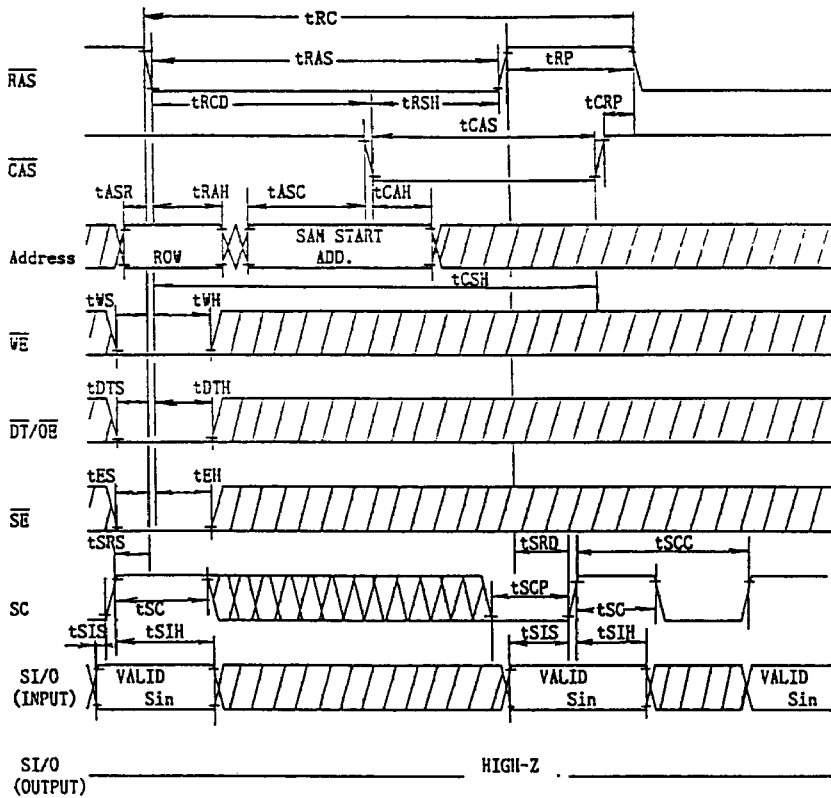 tRC
tRAS
tRP
RAS
tRCD
tRSH
tCRP
tCAS
CAS
tASR
tRAH
tASC
tCAH
SAM START
Address
ROW
ADD.
tCSH
tWS
tWH
WE
tDTS
tDTH
DT/OE
tES
tEH
SE
tSRS
tSRD
tSCC
SC
tSC
tSCP
tSC
tSIS
tSIH
tSIS
tSIH
SI/O
(INPUT)
VALID
Sin
VALID
Sin
VALID
Sin
SI/O
(OUTPUT)
HIGH-Z